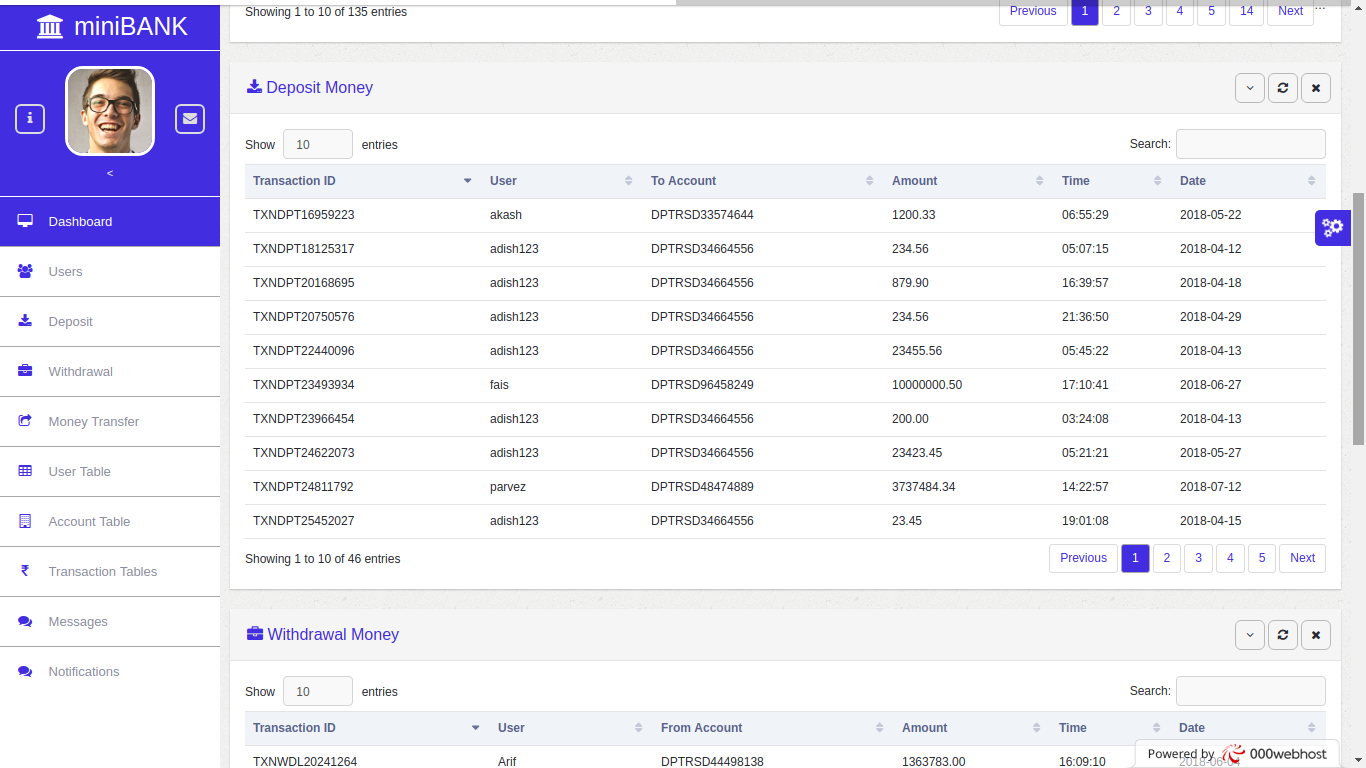 miniBANK
<
Dashboard
Users
Deposit
Withdrawal
Money Transfer
User Table
Account Table
Transaction Tables
Messages
Notifications
Showing 1 to 10 of 135 entries
Previous 1 2 3 4 5 14 Next ...
Deposit Money
Show 10 entries Search:
Transaction ID User To Account Amount Time Date
TXNDPT16959223 akash DPTRSD33574644 1200.33 06:55:29 2018-05-22
TXNDPT18125317 adish123 DPTRSD34664556 234.56 05:07:15 2018-04-12
TXNDPT20168695 adish123 DPTRSD34664556 879.90 16:39:57 2018-04-18
TXNDPT20750576 adish123 DPTRSD34664556 234.56 21:36:50 2018-04-29
TXNDPT22440096 adish123 DPTRSD34664556 23455.56 05:45:22 2018-04-13
TXNDPT23493934 fais DPTRSD96458249 10000000.50 17:10:41 2018-06-27
TXNDPT23966454 adish123 DPTRSD34664556 200.00 03:24:08 2018-04-13
TXNDPT24622073 adish123 DPTRSD34664556 23423.45 05:21:21 2018-05-27
TXNDPT24811792 parvez DPTRSD48474889 3737484.34 14:22:57 2018-07-12
TXNDPT25452027 adish123 DPTRSD34664556 23.45 19:01:08 2018-04-15
Showing 1 to 10 of 46 entries
Previous 1 2 3 4 5 Next
Withdrawal Money
Show 10 entries Search:
Transaction ID User From Account Amount Time Date
TXNWDL20241264 Arif DPTRSD44498138 1363783.00 16:09:10
Powered by 000webhost